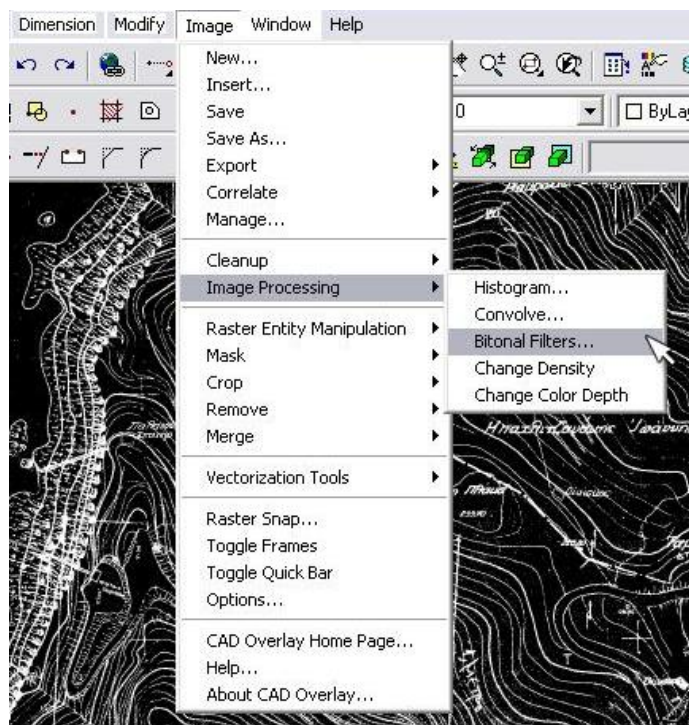 Dimension Modify Image Window Help
New...
Insert...
Save
Save As...
Export
Correlate
Manage...
Cleanup
Image Processing
Raster Entity Manipulation
Mask
Crop
Remove
Merge
Vectorization Tools
Raster Snap...
Toggle Frames
Toggle Quick Bar
Options...
CAD Overlay Home Page...
Help...
About CAD Overlay...
Histogram...
Convolve...
Bitonal Filters...
Change Density
Change Color Depth
0
ByLay